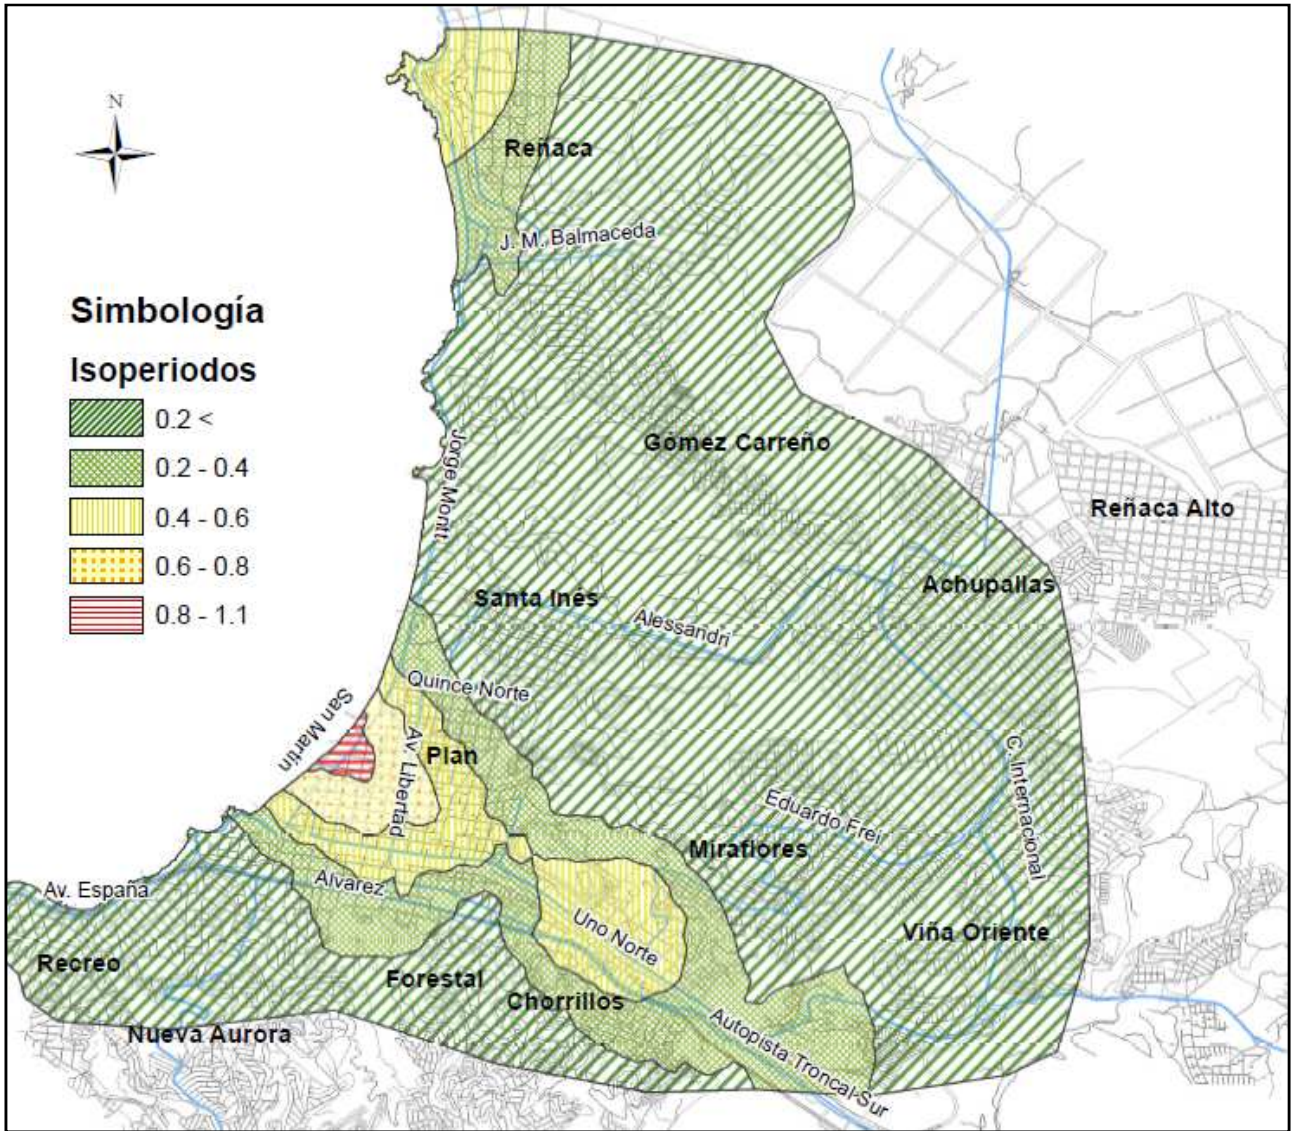 N
Reñaca
J. M. Balmaceda
Simbología
Isoperiodos
0.2 <
0.2 - 0.4
0.4 - 0.6
0.6 - 0.8
0.8 - 1.1
Jorge Montt
Gómez Carreño
Reñaca Alto
Achupallas
Santa Inés
Alessandri
Quince Norte
San Martín
Av. Libertad
Plan
C. Internacional
Eduardo Frei
Miraflores
Av. España
Alvarez
Uno Norte
Viña Oriente
Recreo
Forestal
Chorrillos
Nueva Aurora
Autopista Troncal Sur